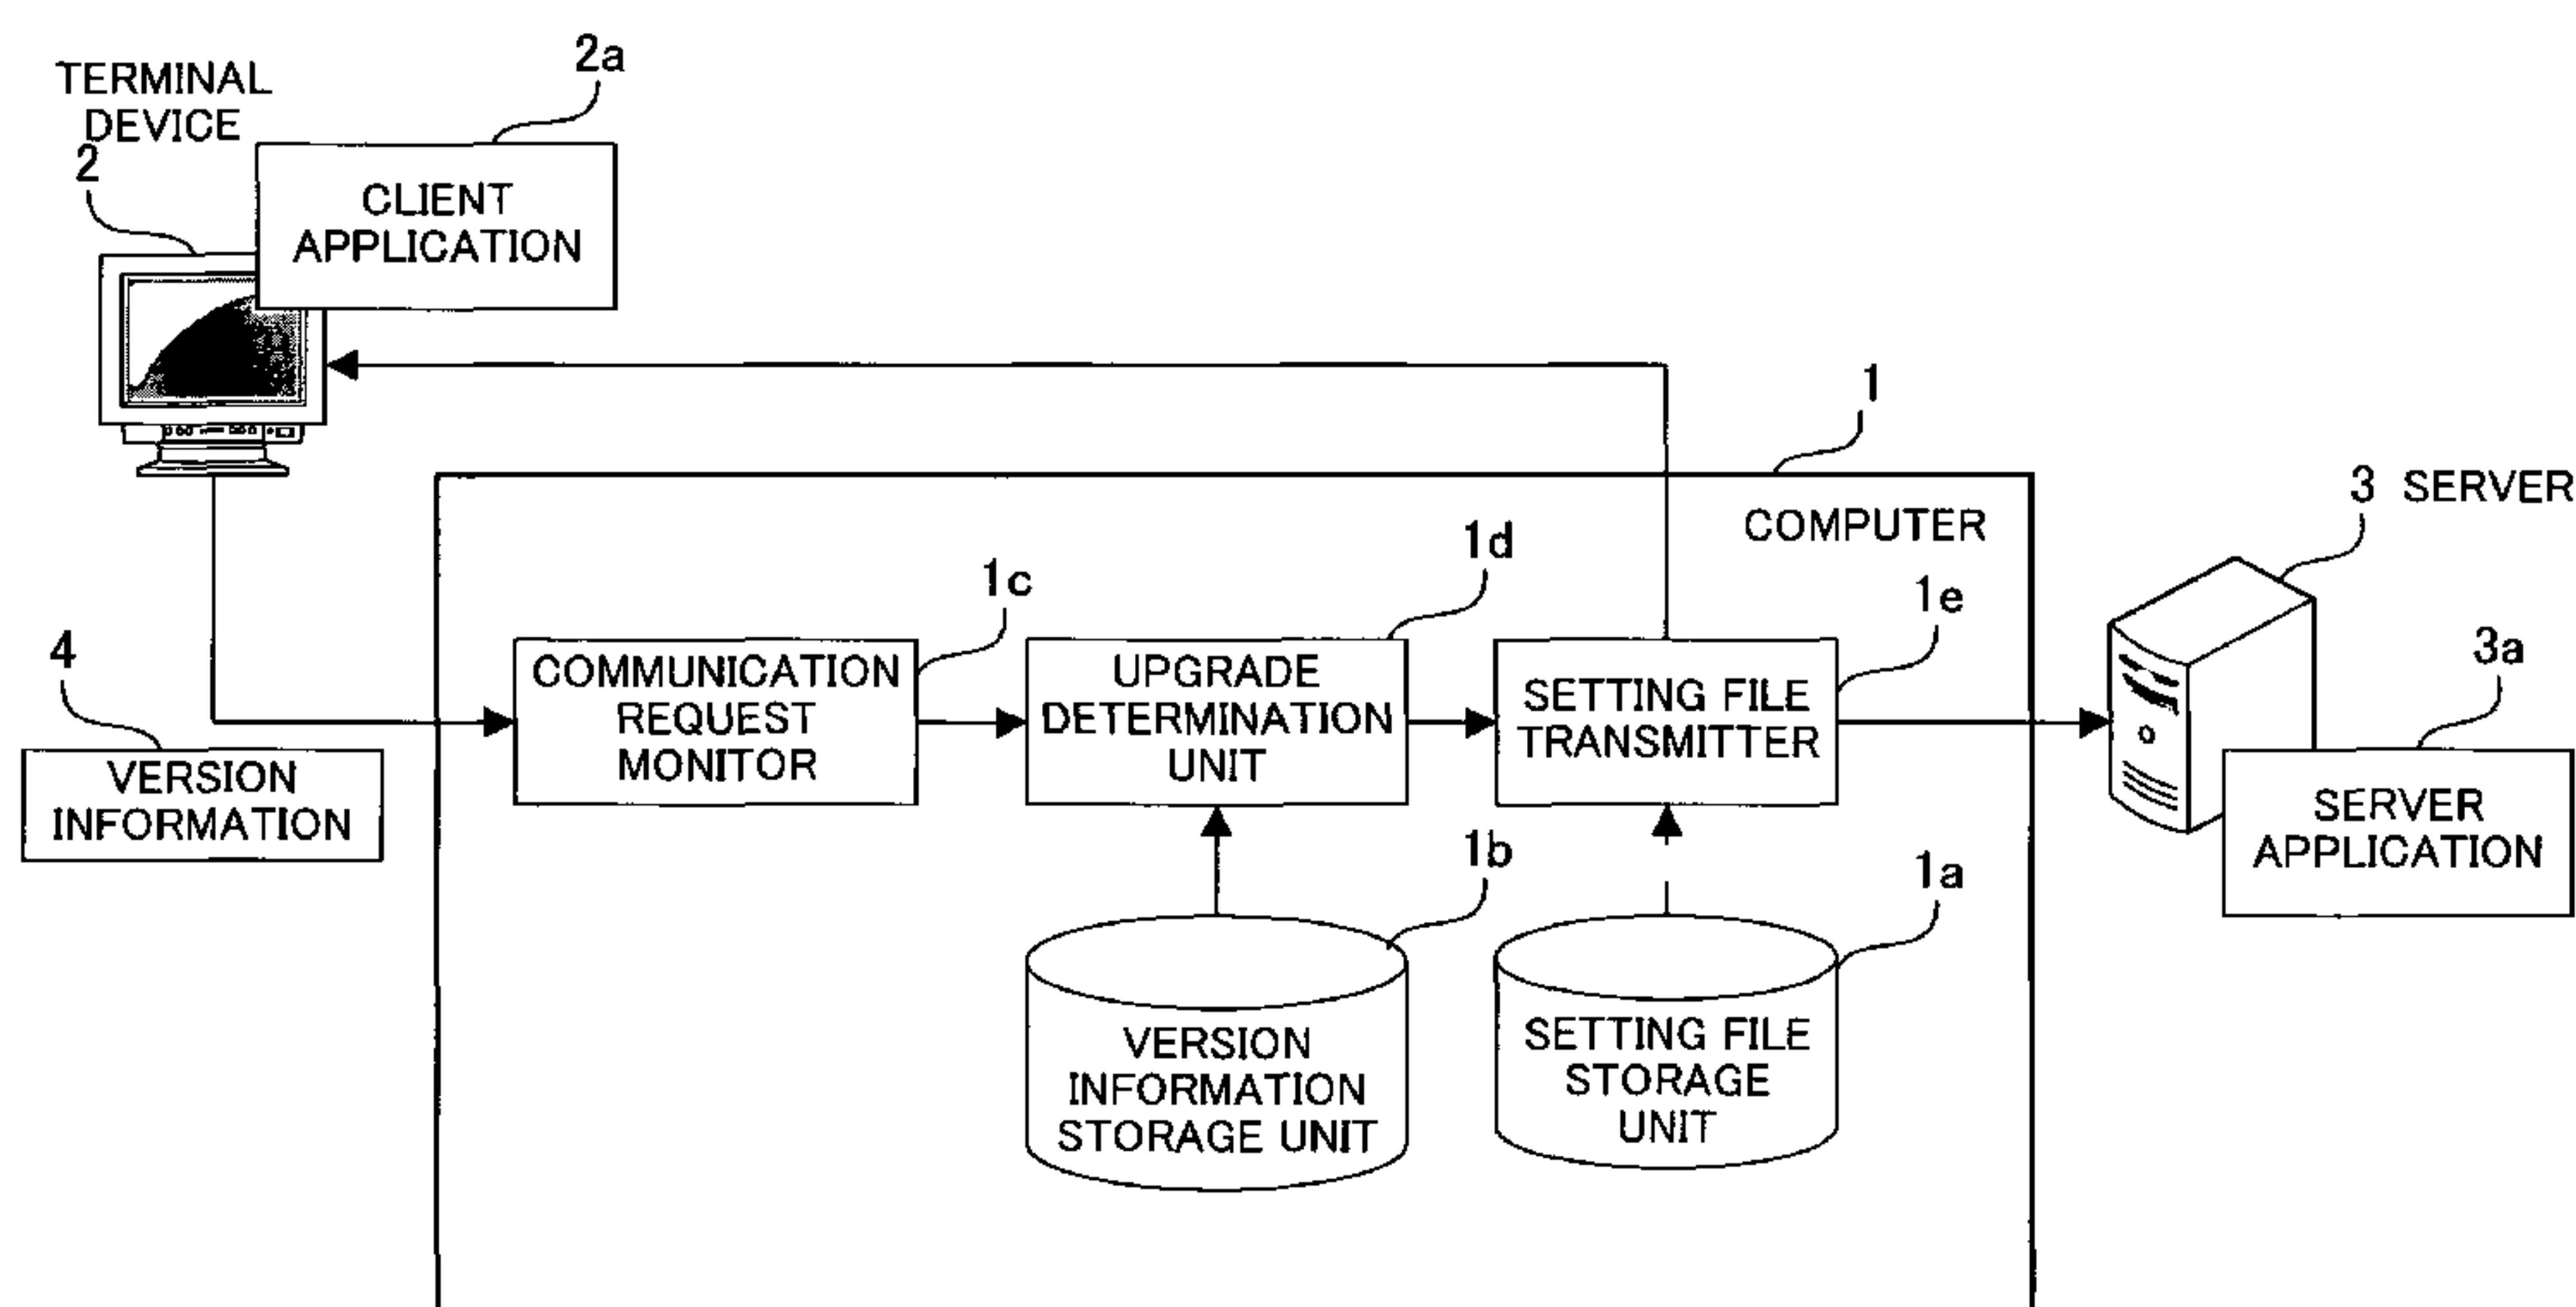 2a
TERMINAL
DEVICE
2
CLIENT
APPLICATION
1
COMPUTER
3 SERVER
1c
1d
1e
3a
4
VERSION
INFORMATION
COMMUNICATION
REQUEST
MONITOR
UPGRADE
DETERMINATION
UNIT
SETTING FILE
TRANSMITTER
SERVER
APPLICATION
1b
1a
VERSION
INFORMATION
STORAGE UNIT
SETTING FILE
STORAGE
UNIT